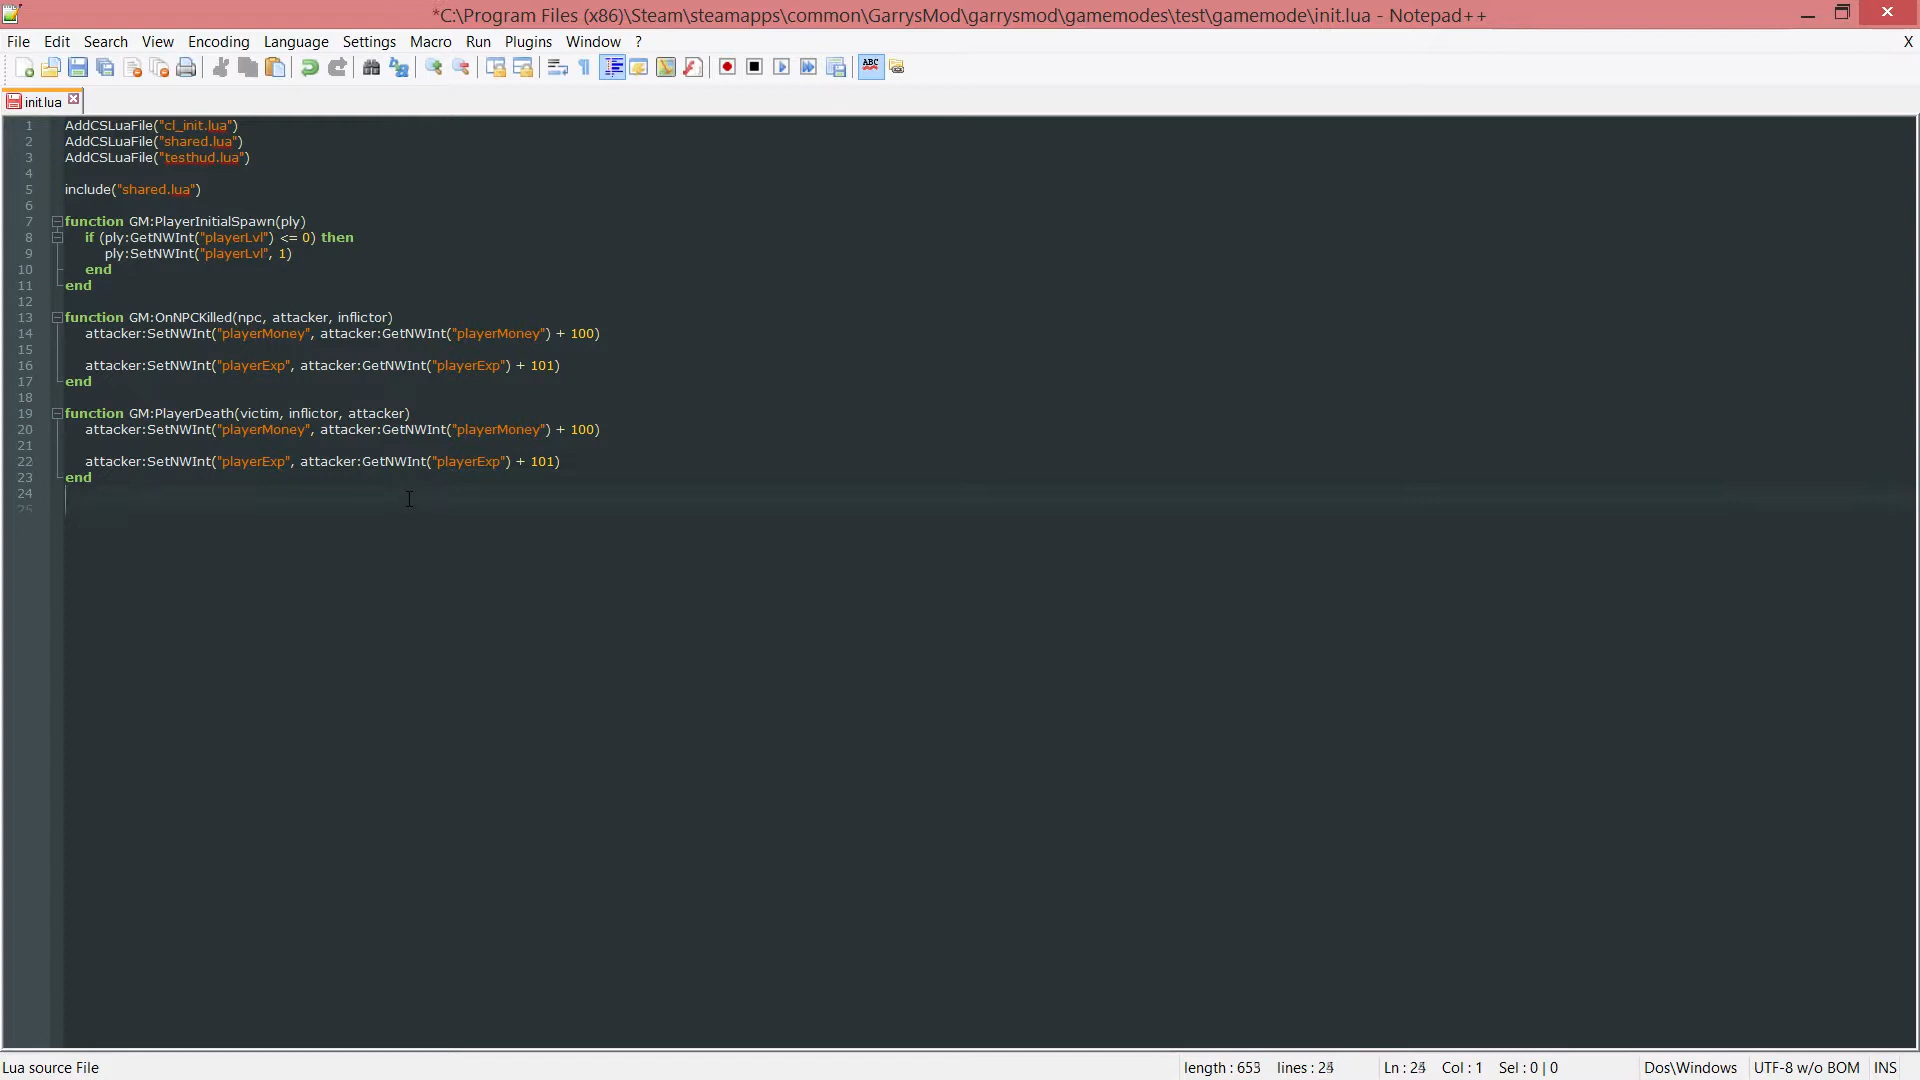 *C:\Program Files (x86)\Steam\steamapps\common\GarrysMod\garrysmod\gamemodes\test\gamemode\init.lua - Notepad++
File Edit Search View Encoding Language Settings Macro Run Plugins Window ? X
ABC
init.lua
1 AddCSLuaFile("cl_init.lua")
2 AddCSLuaFile("shared.lua")
3 AddCSLuaFile("testhud.lua")
4
5 include("shared.lua")
6
7 function GM:PlayerInitialSpawn(ply)
8 if (ply:GetNWInt("playerLvl") <= 0) then
9 ply:SetNWInt("playerLvl", 1)
10 end
11 end
12
13 function GM:OnNPCKilled(npc, attacker, inflictor)
14 attacker:SetNWInt("playerMoney", attacker:GetNWInt("playerMoney") + 100)
15
16 attacker:SetNWInt("playerExp", attacker:GetNWInt("playerExp") + 101)
17 end
18
19 function GM:PlayerDeath(victim, inflictor, attacker)
20 attacker:SetNWInt("playerMoney", attacker:GetNWInt("playerMoney") + 100)
21
22 attacker:SetNWInt("playerExp", attacker:GetNWInt("playerExp") + 101)
23 end
24
25
Lua source File length : 653 lines : Ln : Col : 1 Sel : 0 | 0 Dos\Windows UTF-8 w/o BOM INS